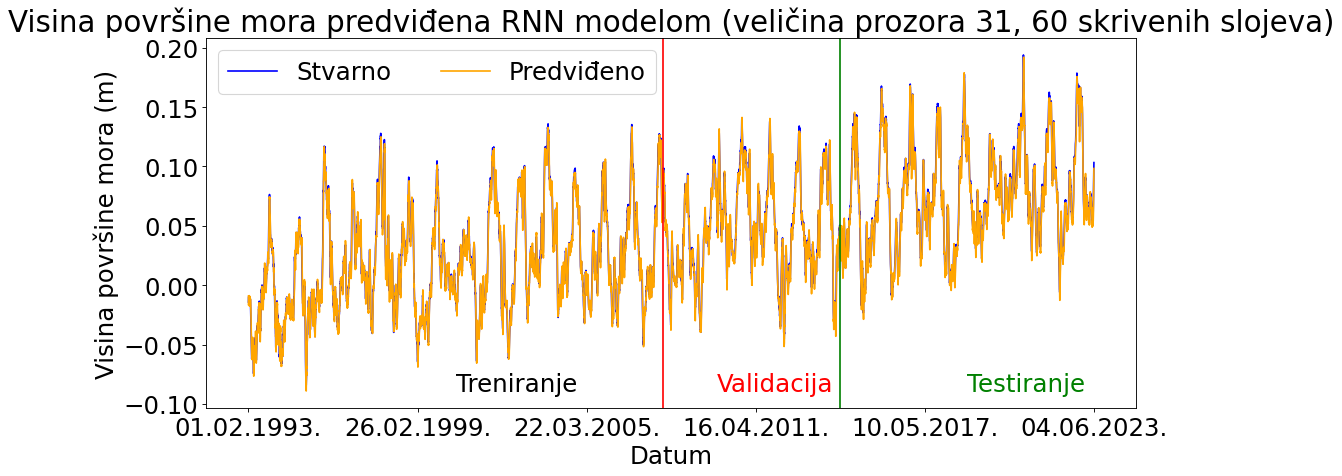 Visina površine mora predviđena RNN modelom (veličina prozora 31, 60 skrivenih slojeva)
Visina površine mora (m)
0.20
0.15
0.10
0.05
0.00
−0.05
−0.10
Stvarno
Predviđeno
Treniranje
Validacija
Testiranje
01.02.1993.
26.02.1999.
22.03.2005.
16.04.2011.
10.05.2017.
04.06.2023.
Datum